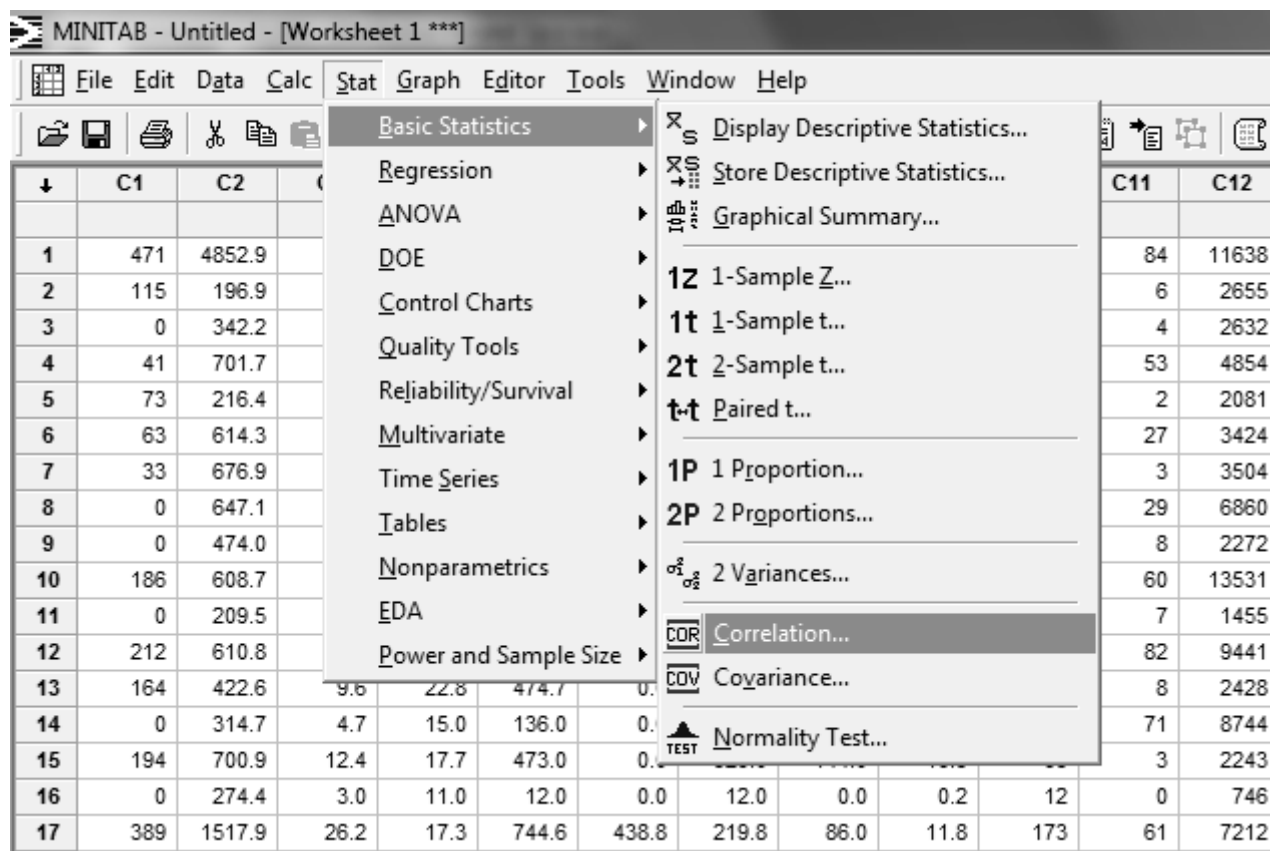 MINITAB - Untitled - [Worksheet 1 ***]
File Edit Data Calc Stat Graph Editor Tools Window Help
Basic Statistics
Regression
ANOVA
DOE
Control Charts
Quality Tools
Reliability/Survival
Multivariate
Time Series
Tables
Nonparametrics
EDA
Power and Sample Size
X S Display Descriptive Statistics...
XS Store Descriptive Statistics...
Graphical Summary...
1Z 1-Sample Z...
1t 1-Sample t...
2t 2-Sample t...
t-t Paired t...
1P 1 Proportion...
2P 2 Proportions...
2 Variances...
COR Correlation...
COV Covariance...
TEST Normality Test...
C1 C2 C11 C12
1 471 4852.9 84 11638
2 115 196.9 6 2655
3 0 342.2 4 2632
4 41 701.7 53 4854
5 73 216.4 2 2081
6 63 614.3 27 3424
7 33 676.9 3 3504
8 0 647.1 29 6860
9 0 474.0 8 2272
10 186 608.7 60 13531
11 0 209.5 7 1455
12 212 610.8 82 9441
13 164 422.6 9.6 22.8 474.7 8 2428
14 0 314.7 4.7 15.0 136.0 71 8744
15 194 700.9 12.4 17.7 473.0 3 2243
16 0 274.4 3.0 11.0 12.0 0.0 12.0 0.0 0.2 12 0 746
17 389 1517.9 26.2 17.3 744.6 438.8 219.8 86.0 11.8 173 61 7212